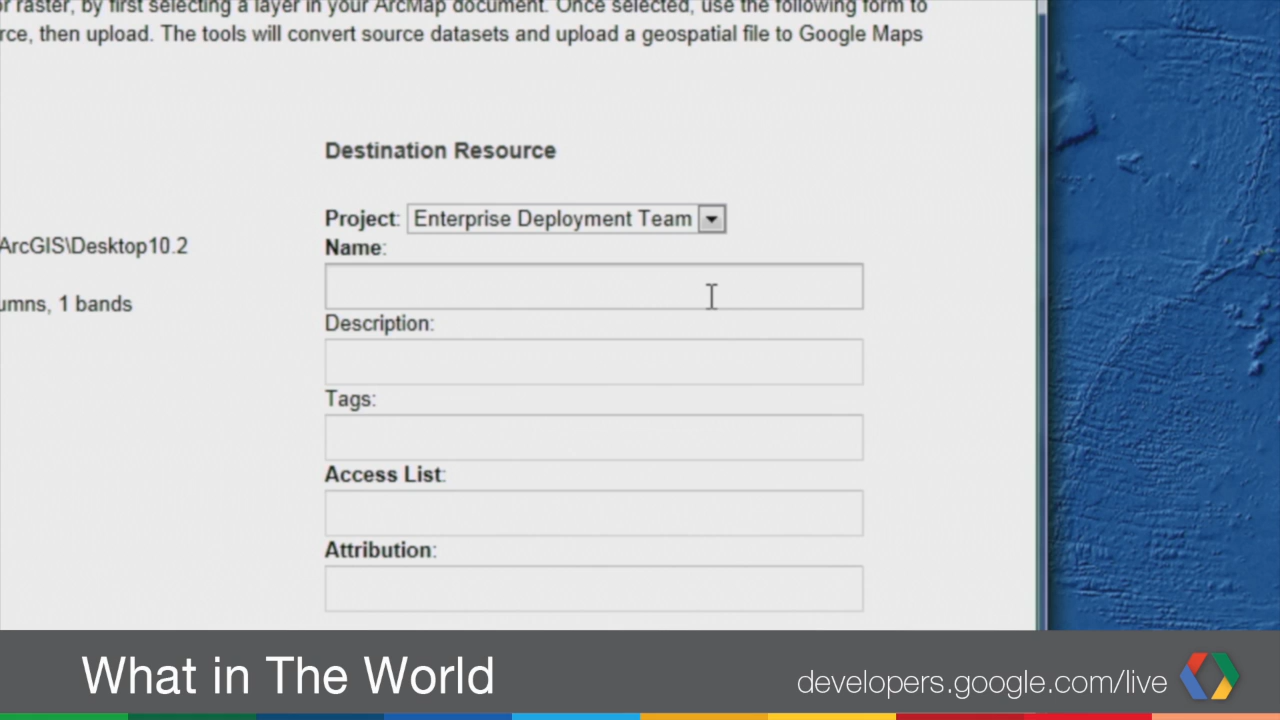 or raster, by first selecting a layer in your ArcMap document. Once selected, use the following form to
rce, then upload. The tools will convert source datasets and upload a geospatial file to Google Maps
Destination Resource
Project: Enterprise Deployment Team
ArcGIS\Desktop10.2
Name:
umns, 1 bands
Description:
Tags:
Access List:
Attribution:
What in The World
developers.google.com/live